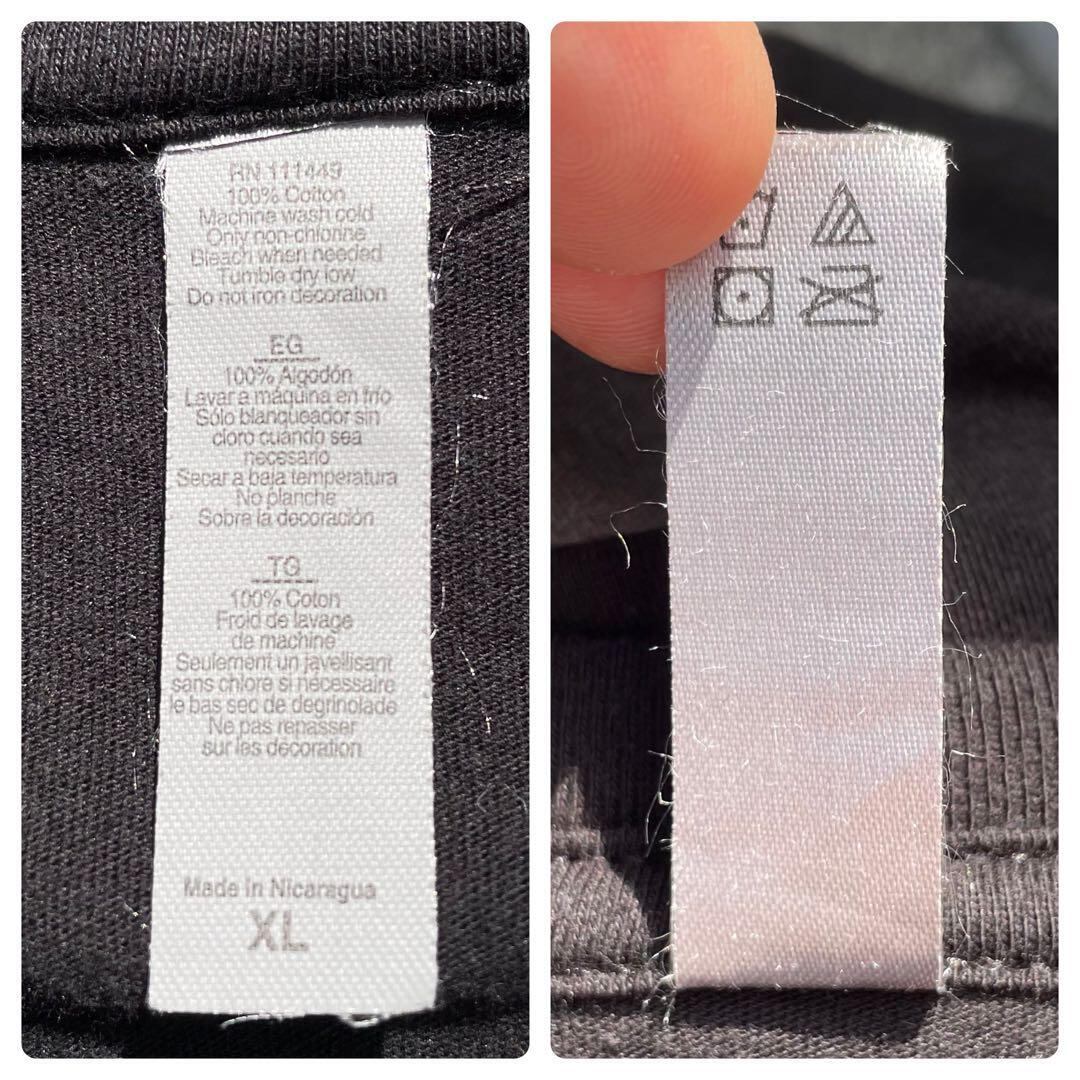 RN 111449
100% Cotton
Machine wash cold
Only non-chlorine
Bleach when needed
Tumble dry low
Do not iron decoration
EG
100% Algodón
Lavar a máquina en frio
Sólo blanqueador sin
cloro cuando sea
necesario
Secar a baja temperatura
No planche
Sobre la decoración
TG
100% Coton
Froid de lavage
de machine
Seulement un javellisant
sans chlore si nécessaire
le bas sec de degrinolade
Ne pas repasser
sur les decoration
Made in Nicaragua
XL